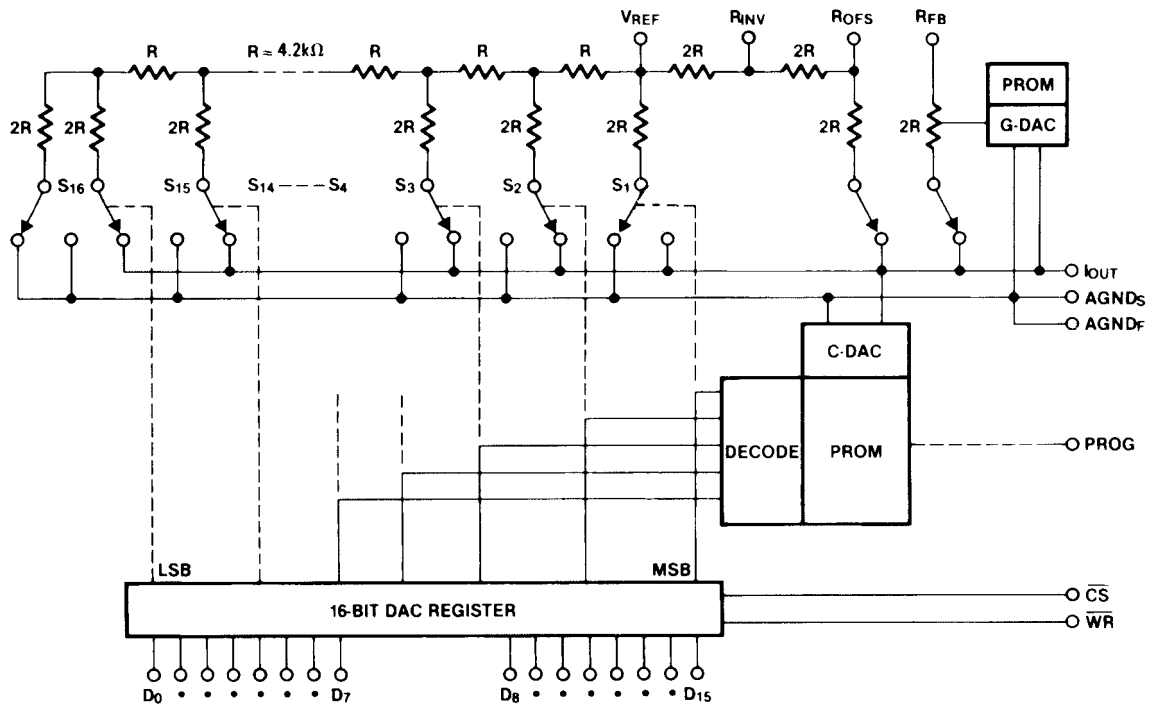 VREF RINV ROFS RFB
R R = 4.2kΩ R R R 2R 2R
PROM
G-DAC
2R 2R 2R 2R 2R 2R 2R 2R
S16 S15 S14 --- S4 S3 S2 S1
IOUT
AGNDS
AGNDF
C-DAC
DECODE PROM PROG
LSB MSB
16-BIT DAC REGISTER
CS
WR
D0 • • • • • • D7 D8 • • • • • • D15